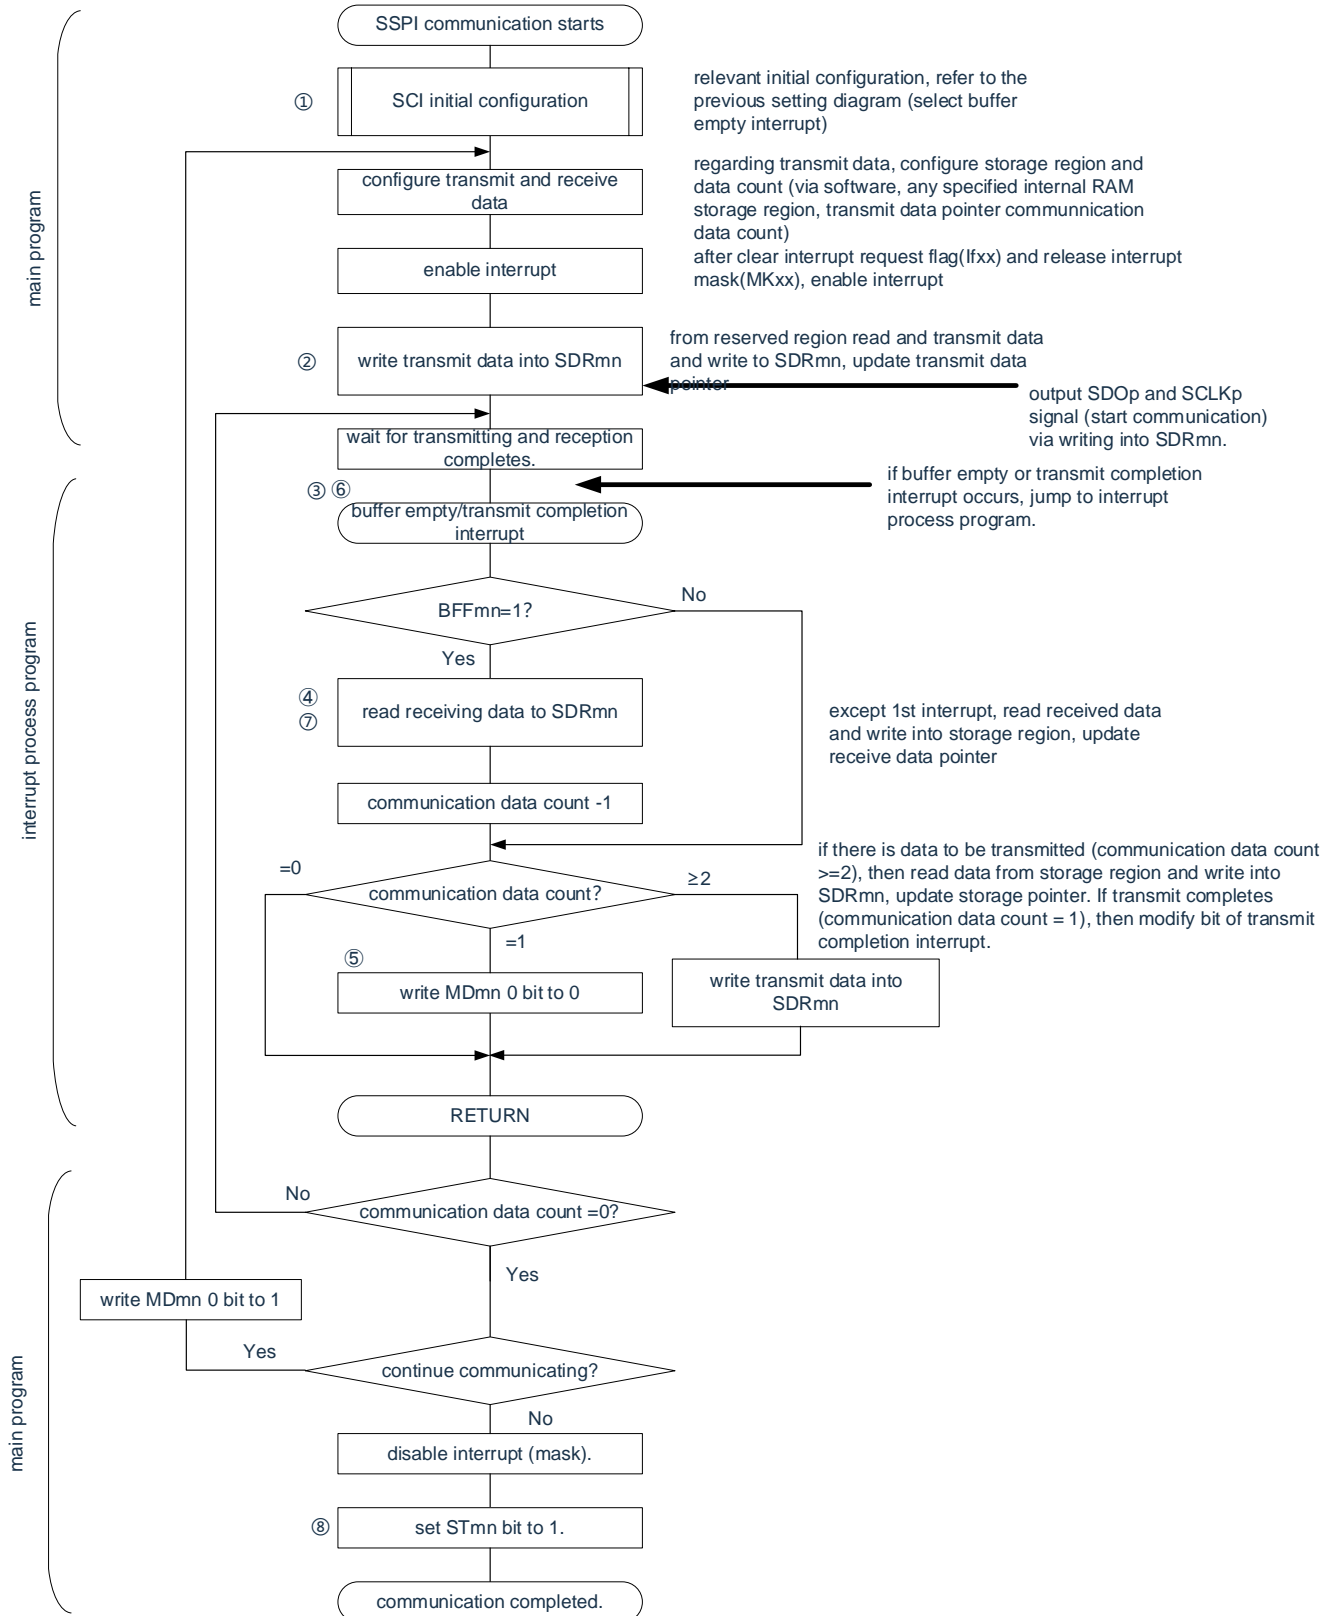 SSPI communication starts
①
SCI initial configuration
relevant initial configuration, refer to the
previous setting diagram (select buffer
empty interrupt)
configure transmit and receive
data
regarding transmit data, configure storage region and
data count (via software, any specified internal RAM
storage region, transmit data pointer communnication
data count)
after clear interrupt request flag(Ifxx) and release interrupt
mask(MKxx), enable interrupt
enable interrupt
main program
②
write transmit data into SDRmn
from reserved region read and transmit data
and write to SDRmn, update transmit data
pointer
output SDOp and SCLKp
signal (start communication)
via writing into SDRmn.
wait for transmitting and reception
completes.
③ ⑥
if buffer empty or transmit completion
interrupt occurs, jump to interrupt
process program.
buffer empty/transmit completion
interrupt
BFFmn=1?
No
Yes
④
⑦
read receiving data to SDRmn
except 1st interrupt, read received data
and write into storage region, update
receive data pointer
interrupt process program
communication data count -1
if there is data to be transmitted (communication data count
>=2), then read data from storage region and write into
SDRmn, update storage pointer. If transmit completes
(communication data count = 1), then modify bit of transmit
completion interrupt.
=0
communication data count?
≥2
=1
⑤
write MDmn 0 bit to 0
write transmit data into
SDRmn
RETURN
No
communication data count =0?
Yes
write MDmn 0 bit to 1
Yes
continue communicating?
No
main program
disable interrupt (mask).
⑧
set STmn bit to 1.
communication completed.